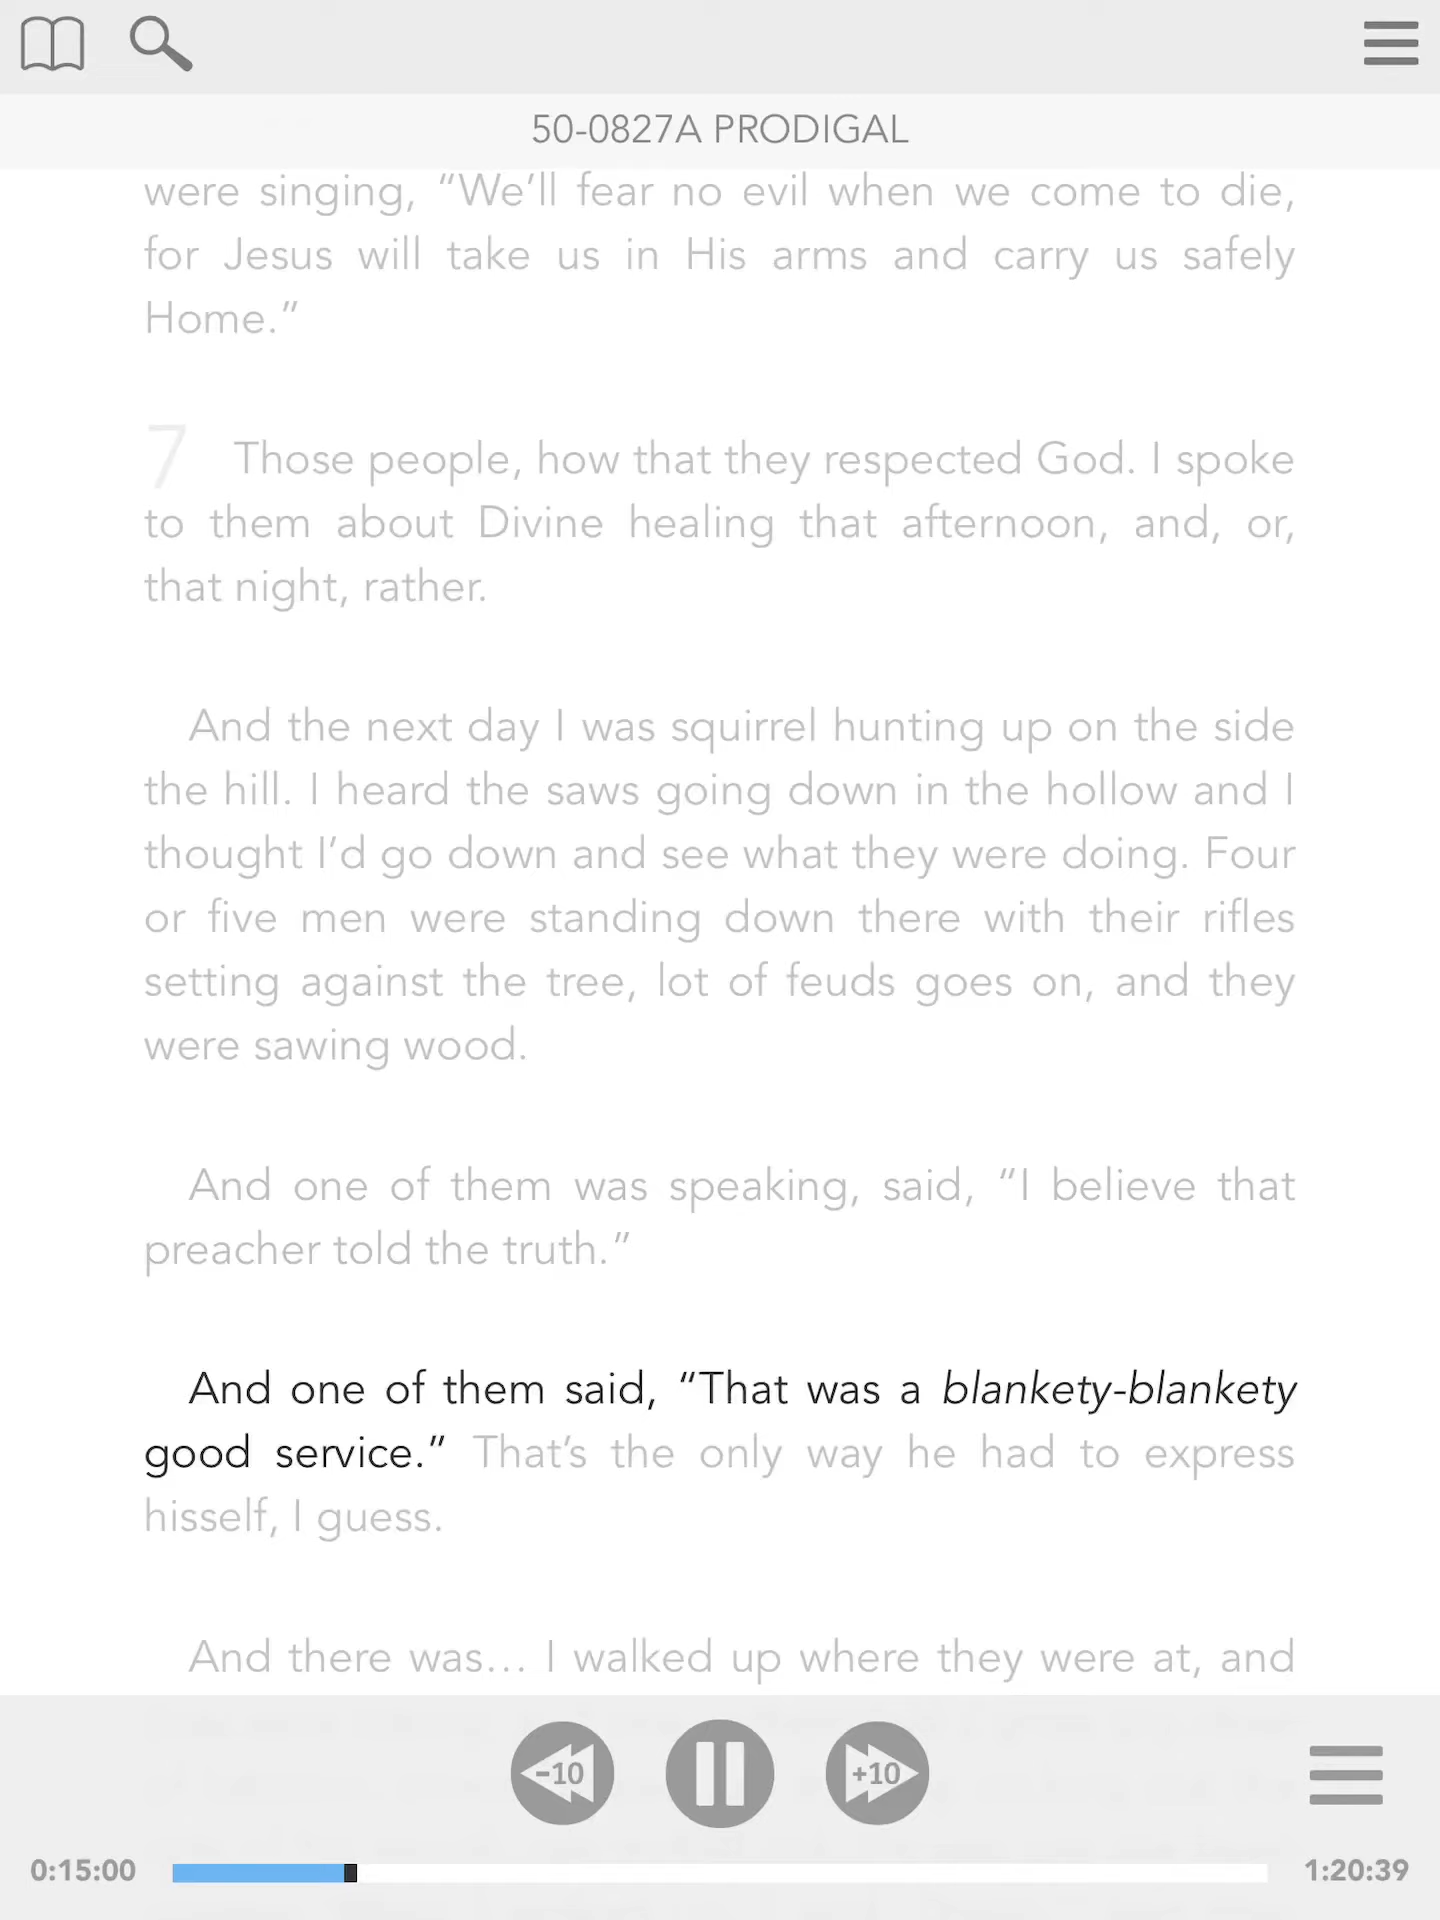 50-0827A PRODIGAL
were singing, “We’ll fear no evil when we come to die,
for Jesus will take us in His arms and carry us safely
Home.”
7 Those people, how that they respected God. I spoke
to them about Divine healing that afternoon, and, or,
that night, rather.
And the next day I was squirrel hunting up on the side
the hill. I heard the saws going down in the hollow and I
thought I’d go down and see what they were doing. Four
or five men were standing down there with their rifles
setting against the tree, lot of feuds goes on, and they
were sawing wood.
And one of them was speaking, said, “I believe that
preacher told the truth.”
And one of them said, “That was a blankety-blankety
good service.” That’s the only way he had to express
hisself, I guess.
And there was… I walked up where they were at, and
-10 +10
0:15:00 1:20:39